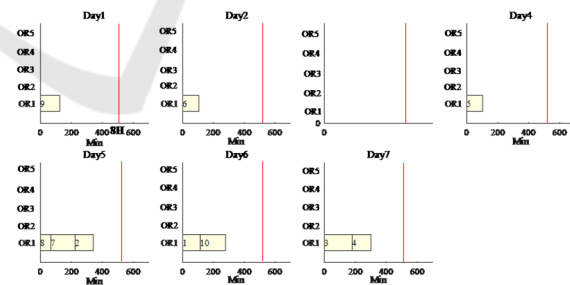 Day1
OR5
OR4
OR3
OR2
OR1
9
0 200 400 8H 600
Min
Day2
OR5
OR4
OR3
OR2
OR1
6
0 200 400 600
Min
OR5
OR4
OR3
OR2
OR1
0
0 200 400 600
Day4
OR5
OR4
OR3
OR2
OR1
5
0 200 400 600
Min
Day5
OR5
OR4
OR3
OR2
OR1
8 7 2
0 200 400 600
Min
Day6
OR5
OR4
OR3
OR2
OR1
1 10
0 200 400 600
Min
Day7
OR5
OR4
OR3
OR2
OR1
3 4
0 200 400 600
Min